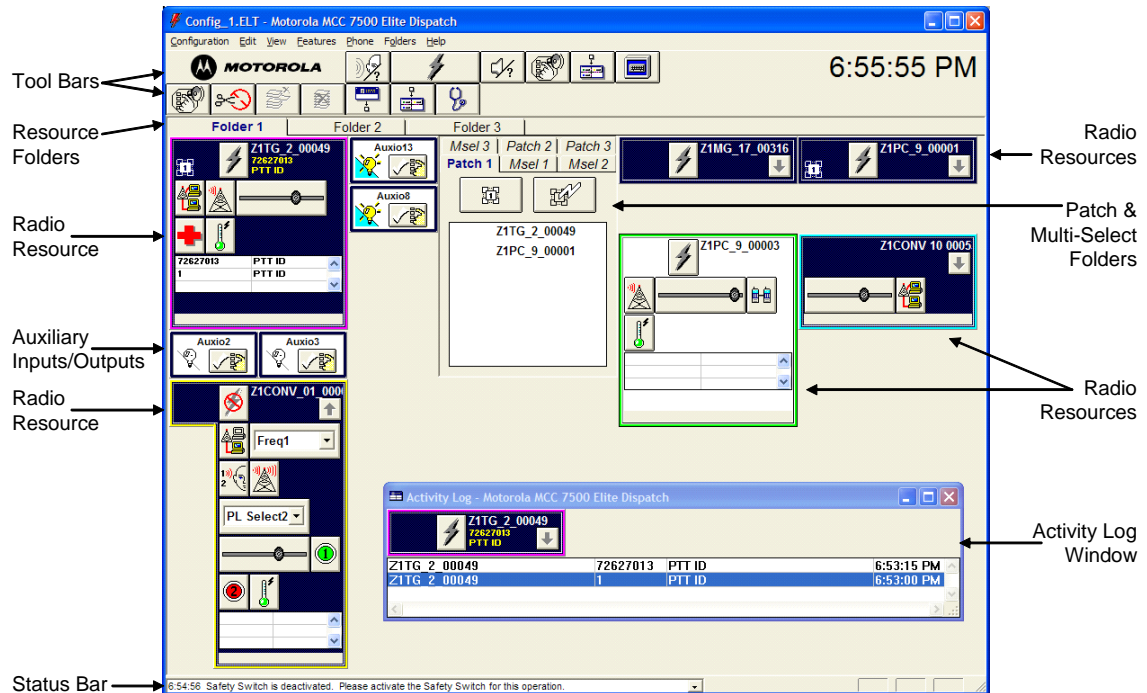 Config_1.ELT - Motorola MCC 7500 Elite Dispatch
Configuration Edit View Features Phone Folders Help
MOTOROLA
6:55:55 PM
Tool Bars
Resource
Folders
Folder 1 Folder 2 Folder 3
Radio
Resource
Z1TG_2_00049
72627013
PTT ID
72627013 PTT ID
1 PTT ID
Auxio13
Auxio8
Msel 3 Patch 2 Patch 3
Patch 1 Msel 1 Msel 2
Z1TG_2_00049
Z1PC_9_00001
Z1MG_17_00316
Z1PC_9_00001
Radio
Resources
Patch &
Multi-Select
Folders
Z1PC_9_00003
Z1CONV 10 0005
Auxiliary
Inputs/Outputs
Auxio2 Auxio3
Radio
Resource
Z1CONV_01_000
Freq1
1
2
PL Select2
1
2
Radio
Resources
Activity Log - Motorola MCC 7500 Elite Dispatch
Z1TG_2_00049
72627013
PTT ID
Z1TG_2_00049 72627013 PTT ID 6:53:15 PM
Z1TG_2_00049 1 PTT ID 6:53:00 PM
Activity Log
Window
Status Bar
6:54:56 Safety Switch is deactivated. Please activate the Safety Switch for this operation.